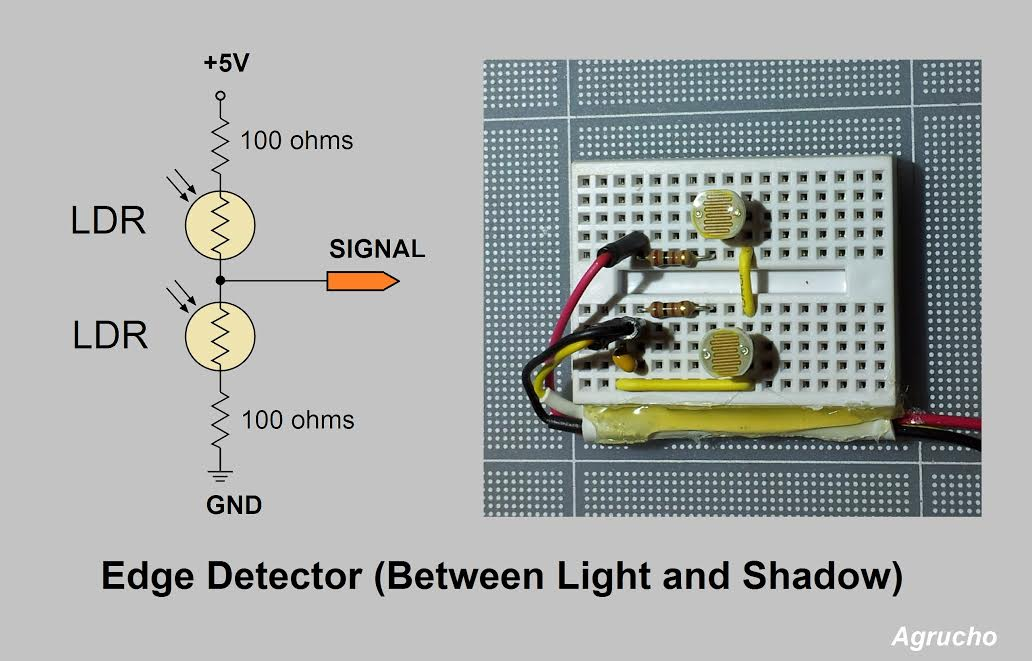 +5V
100 ohms
LDR
SIGNAL
LDR
100 ohms
GND
Edge Detector (Between Light and Shadow)
Agrucho